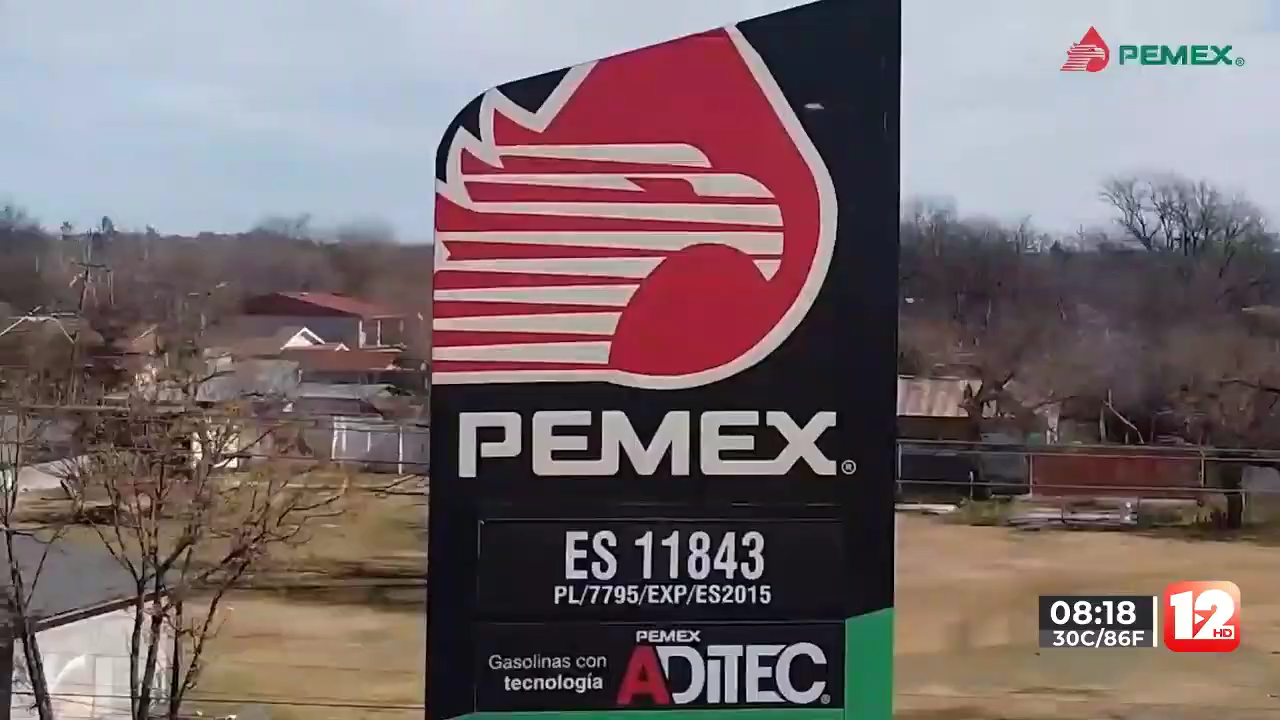 PEMEX®
PEMEX®
ES 11843
PL/7795/EXP/ES2015
PEMEX
Gasolinas con
tecnología
ADITEC®
08:18
30C/86F
12
HD